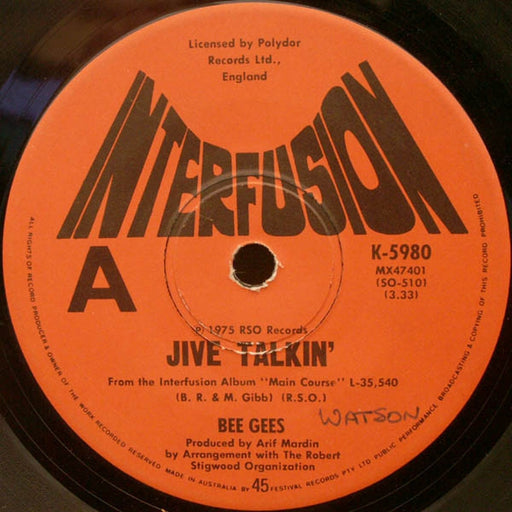 Licensed by Polydor
Records Ltd.,
England
INTERFUSION
A
K-5980
MX47401
(SO-510)
(3.33)
℗ 1975 RSO Records
JIVE TALKIN'
From the Interfusion Album "Main Course" L-35,540
(B. R. & M. Gibb) (R.S.O.)
WATSON
BEE GEES
Produced by Arif Mardin
by Arrangement with The Robert
Stigwood Organization
ALL RIGHTS OF RECORD PRODUCER & OWNER OF THE WORK RECORDED RESERVED MADE IN AUSTRALIA BY 45 FESTIVAL RECORDS PTY LTD · PUBLIC PERFORMANCE BROADCASTING & COPYING OF THIS RECORD PROHIBITED